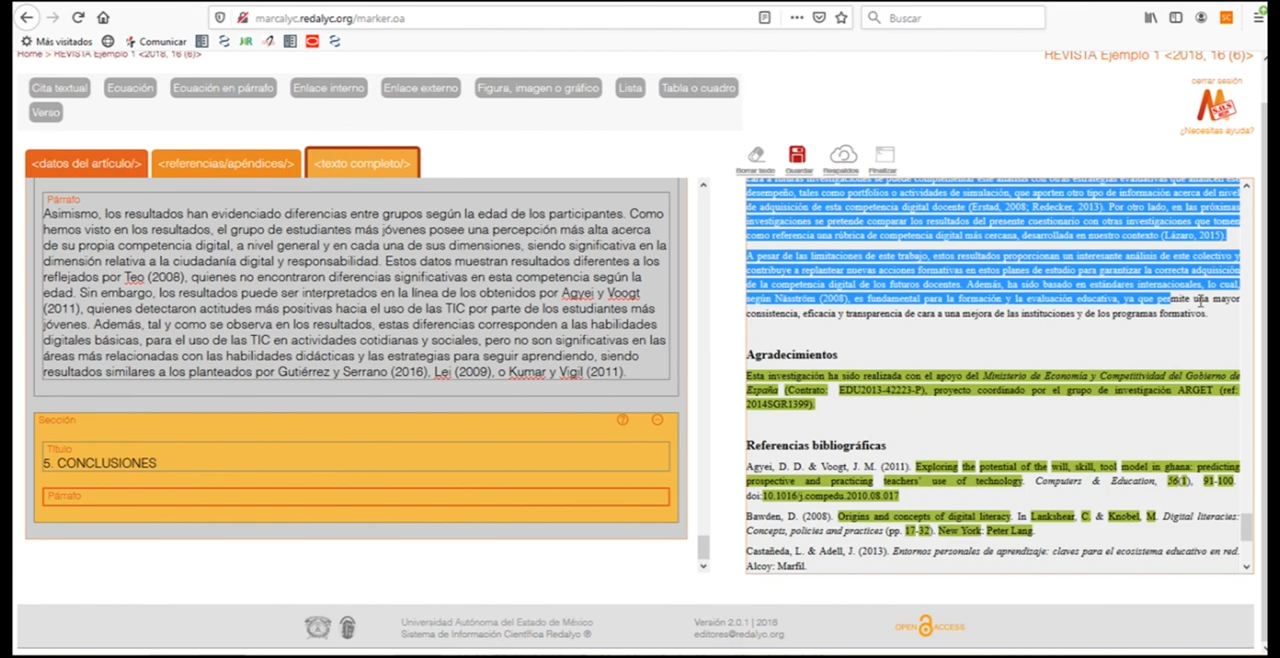 marcalyc.redalyc.org/marker.oa
Buscar
Más visitados
Comunicar
Home > REVISTA Ejemplo 1 <2018, 16 (6)>
REVISTA Ejemplo 1 <2018, 16 (6)>
cerrar sesión
¿Necesitas ayuda?
Cita textual
Ecuación
Ecuación en párrafo
Enlace interno
Enlace externo
Figura, imagen o gráfico
Lista
Tabla o cuadro
Verso
<datos del artículo/>
<referencias/apéndices/>
<texto completo/>
Borrar texto
Guardar
Respaldos
Finalizar
Párrafo
Asimismo, los resultados han evidenciado diferencias entre grupos según la edad de los participantes. Como
hemos visto en los resultados, el grupo de estudiantes más jóvenes posee una percepción más alta acerca
de su propia competencia digital, a nivel general y en cada una de sus dimensiones, siendo significativa en la
dimensión relativa a la ciudadanía digital y responsabilidad. Estos datos muestran resultados diferentes a los
reflejados por Teo (2008), quienes no encontraron diferencias significativas en esta competencia según la
edad. Sin embargo, los resultados puede ser interpretados en la línea de los obtenidos por Agyei y Voogt
(2011), quienes detectaron actitudes más positivas hacia el uso de las TIC por parte de los estudiantes más
jóvenes. Además, tal y como se observa en los resultados, estas diferencias corresponden a las habilidades
digitales básicas, para el uso de las TIC en actividades cotidianas y sociales, pero no son significativas en las
áreas más relacionadas con las habilidades didácticas y las estrategias para seguir aprendiendo, siendo
resultados similares a los planteados por Gutiérrez y Serrano (2016), Lei (2009), o Kumar y Vigil (2011).
Sección
Título
5. CONCLUSIONES
Párrafo
desempeño, tales como portfolios o actividades de simulación, que aporten otro tipo de información acerca del nivel
de adquisición de esta competencia digital docente (Erstad, 2008; Redecker, 2013). Por otro lado, en las próximas
investigaciones se pretende comparar los resultados del presente cuestionario con otras investigaciones que tomen
como referencia una rúbrica de competencia digital más cercana, desarrollada en nuestro contexto (Lázaro, 2015).
A pesar de las limitaciones de este trabajo, estos resultados proporcionan un interesante análisis de este colectivo y
contribuye a replantear nuevas acciones formativas en estos planes de estudio para garantizar la correcta adquisición
de la competencia digital de los futuros docentes. Además, ha sido basado en estándares internacionales, lo cual,
según Näsström (2008), es fundamental para la formación y la evaluación educativa, ya que permite una mayor
consistencia, eficacia y transparencia de cara a una mejora de las instituciones y de los programas formativos.
Agradecimientos
Esta investigación ha sido realizada con el apoyo del Ministerio de Economía y Competitividad del Gobierno de
España (Contrato: EDU2013-42223-P), proyecto coordinado por el grupo de investigación ARGET (ref:
2014SGR1399).
Referencias bibliográficas
Agyei, D. D. & Voogt, J. M. (2011). Exploring the potential of the will, skill, tool model in ghana: predicting
prospective and practicing teachers' use of technology. Computers & Education, 56(1), 91-100.
doi:10.1016/j.compedu.2010.08.017
Bawden, D. (2008). Origins and concepts of digital literacy. In Lankshear, C. & Knobel, M. Digital literacies:
Concepts, policies and practices (pp. 17-32). New York: Peter Lang.
Castañeda, L. & Adell, J. (2013). Entornos personales de aprendizaje: claves para el ecosistema educativo en red.
Alcoy: Marfil.
Universidad Autónoma del Estado de México
Sistema de Información Científica Redalyc ®
Versión 2.0.1 | 2018
editores@redalyc.org
OPEN ACCESS